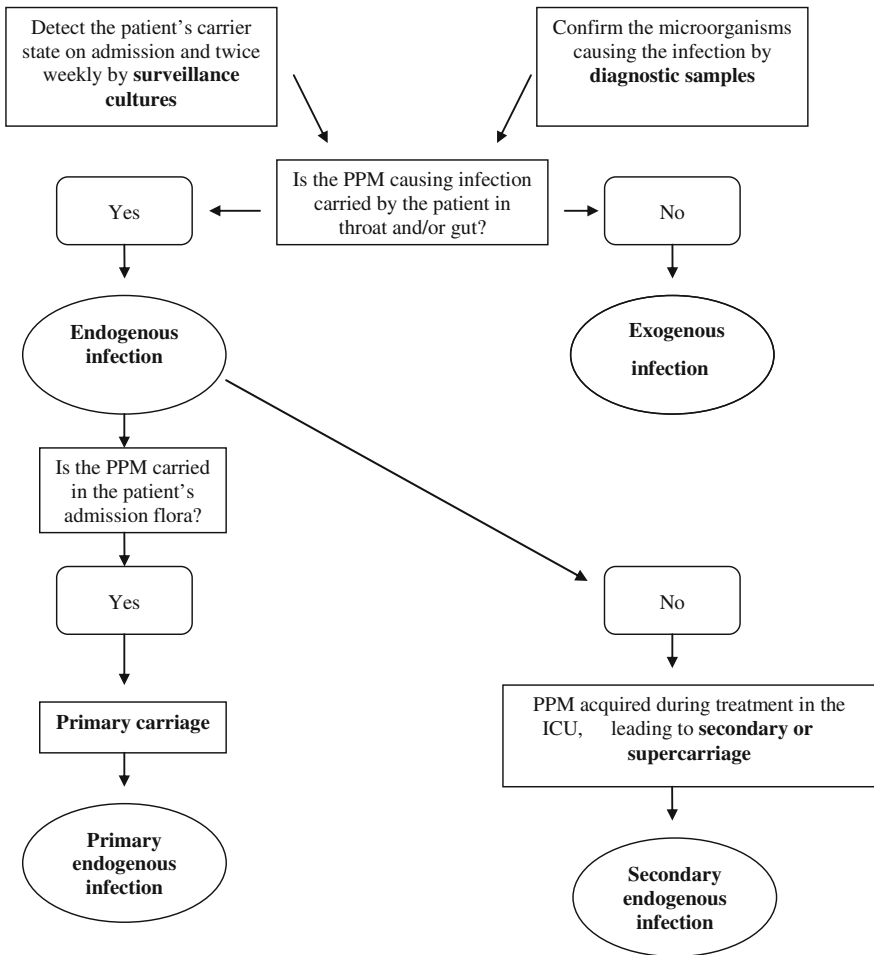 Detect the patient's carrier
state on admission and twice
weekly by surveillance
cultures
Confirm the microorganisms
causing the infection by
diagnostic samples
Is the PPM causing infection
carried by the patient in
throat and/or gut?
Yes
No
Endogenous
infection
Exogenous
infection
Is the PPM carried
in the patient's
admission flora?
Yes
No
Primary carriage
PPM acquired during treatment in the
ICU, leading to secondary or
supercarriage
Primary
endogenous
infection
Secondary
endogenous
infection